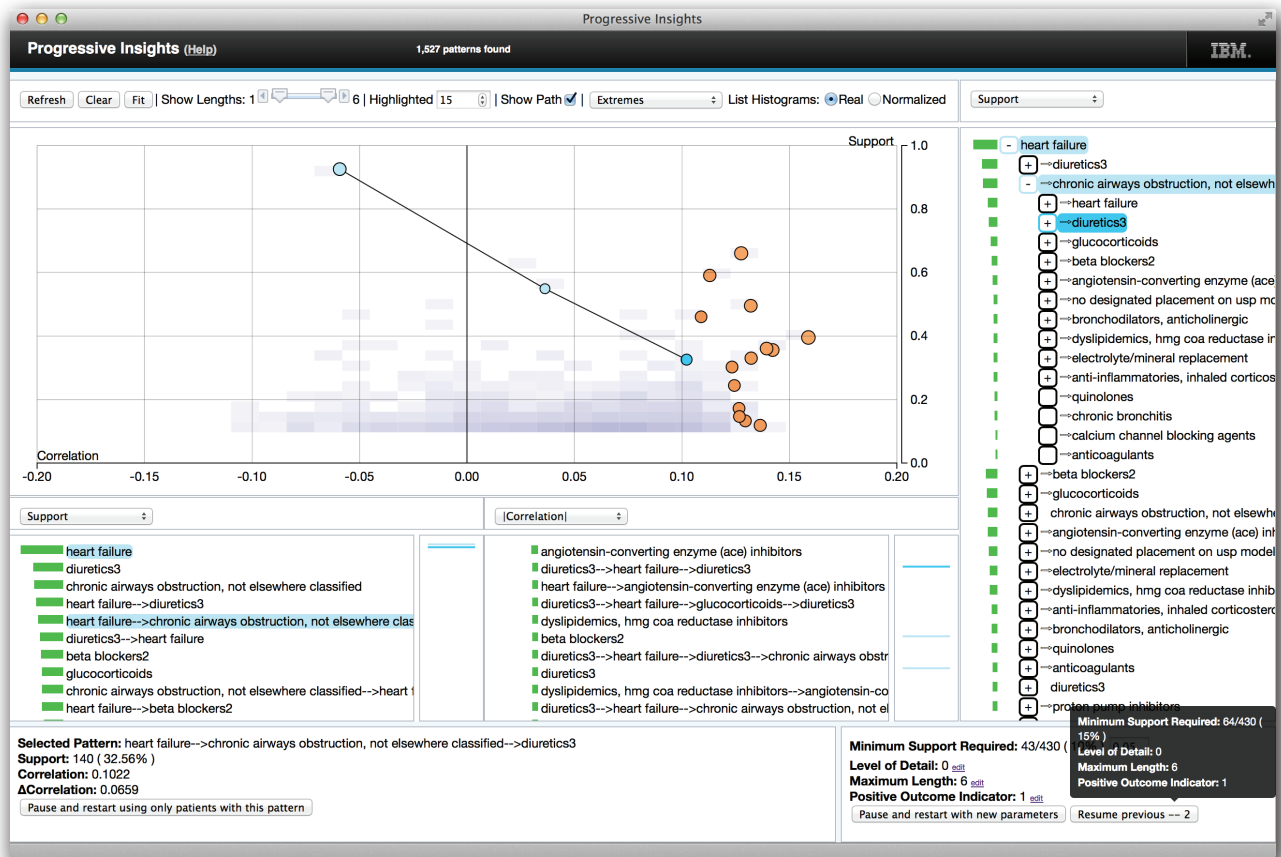 Progressive Insights
Progressive Insights (Help)
1,527 patterns found
IBM.
Refresh Clear Fit | Show Lengths: 1 6 | Highlighted 15 | Show Path | Extremes List Histograms: Real Normalized
Support
Support
1.0
0.8
0.6
0.4
0.2
0.0
Correlation
-0.20 -0.15 -0.10 -0.05 0.00 0.05 0.10 0.15 0.20
- heart failure
+ →diuretics3
- →chronic airways obstruction, not elsewh
+ →heart failure
+ →diuretics3
+ →glucocorticoids
+ →beta blockers2
+ →angiotensin-converting enzyme (ace
+ →no designated placement on usp mo
+ →bronchodilators, anticholinergic
+ →dyslipidemics, hmg coa reductase in
+ →electrolyte/mineral replacement
+ →anti-inflammatories, inhaled corticos
→quinolones
→chronic bronchitis
→calcium channel blocking agents
→anticoagulants
+ →beta blockers2
+ →glucocorticoids
+ chronic airways obstruction, not elsewhe
+ →angiotensin-converting enzyme (ace) inh
+ →no designated placement on usp model
+ →electrolyte/mineral replacement
+ →dyslipidemics, hmg coa reductase inhib
+ →anti-inflammatories, inhaled corticostero
+ →bronchodilators, anticholinergic
+ →quinolones
+ →anticoagulants
+ diuretics3
+ →proton pump inhibitors
Support
heart failure
diuretics3
chronic airways obstruction, not elsewhere classified
heart failure-->diuretics3
heart failure-->chronic airways obstruction, not elsewhere clas
diuretics3-->heart failure
beta blockers2
glucocorticoids
chronic airways obstruction, not elsewhere classified-->heart f
heart failure-->beta blockers2
|Correlation|
angiotensin-converting enzyme (ace) inhibitors
diuretics3-->heart failure-->diuretics3
heart failure-->angiotensin-converting enzyme (ace) inhibitors
diuretics3-->heart failure-->glucocorticoids-->diuretics3
dyslipidemics, hmg coa reductase inhibitors
beta blockers2
diuretics3-->heart failure-->diuretics3-->chronic airways obstr
diuretics3
dyslipidemics, hmg coa reductase inhibitors-->angiotensin-co
diuretics3-->heart failure-->chronic airways obstruction, not el
Selected Pattern: heart failure-->chronic airways obstruction, not elsewhere classified-->diuretics3
Support: 140 ( 32.56% )
Correlation: 0.1022
ΔCorrelation: 0.0659
Pause and restart using only patients with this pattern
Minimum Support Required: 43/430 ( 10%
Level of Detail: 0 edit
Maximum Length: 6 edit
Positive Outcome Indicator: 1 edit
Pause and restart with new parameters Resume previous -- 2
Minimum Support Required: 64/430 (
15% )
Level of Detail: 0
Maximum Length: 6
Positive Outcome Indicator: 1